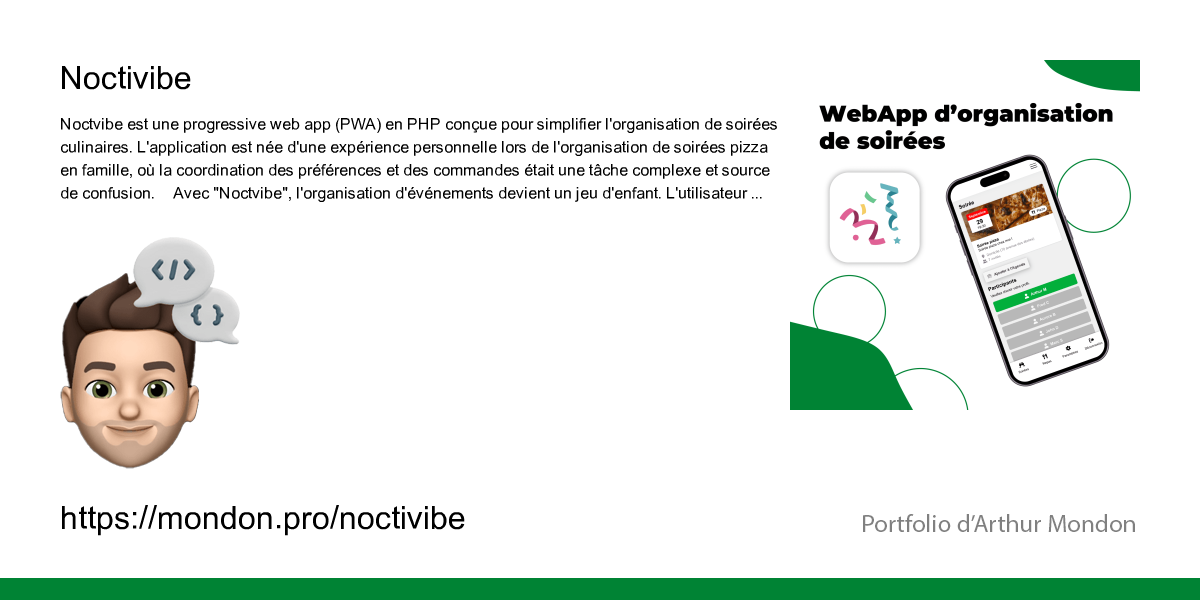 Noctivibe
Noctvibe est une progressive web app (PWA) en PHP conçue pour simplifier l'organisation de soirées
culinaires. L'application est née d'une expérience personnelle lors de l'organisation de soirées pizza
en famille, où la coordination des préférences et des commandes était une tâche complexe et source
de confusion. Avec "Noctvibe", l'organisation d'événements devient un jeu d'enfant. L'utilisateur ...
WebApp d'organisation
de soirées
Soirée
29
Soirée pizza
Ajouter à l'Agenda
Participants
Arthur M
</> 
{ }
https://mondon.pro/noctivibe
Portfolio d'Arthur Mondon